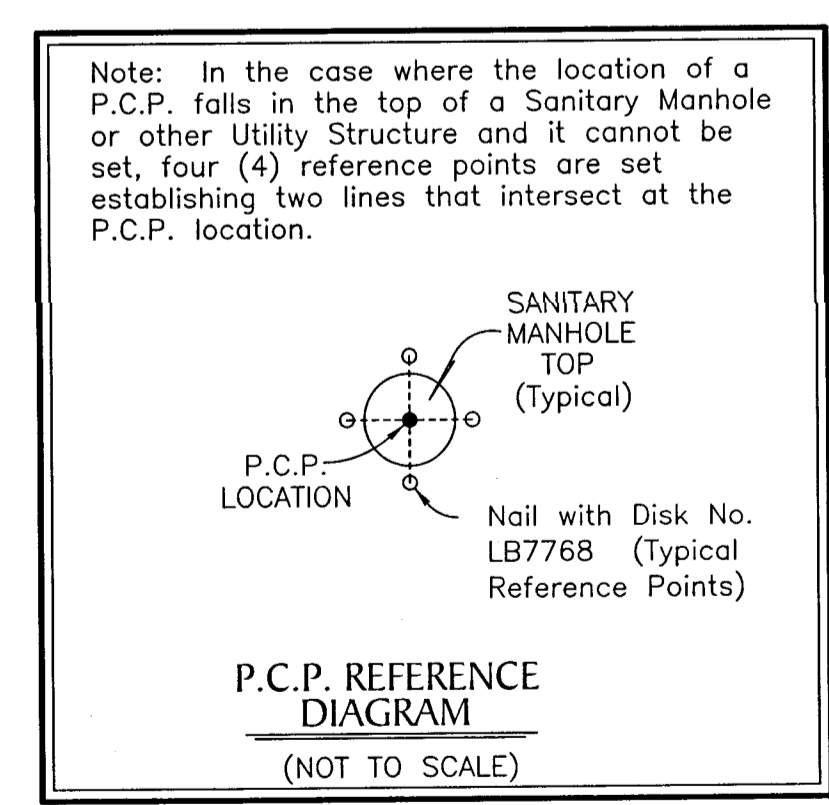 Note: In the case where the location of a
P.C.P. falls in the top of a Sanitary Manhole
or other Utility Structure and it cannot be
set, four (4) reference points are set
establishing two lines that intersect at the
P.C.P. location.
SANITARY
MANHOLE
TOP
(Typical)
P.C.P.
LOCATION
Nail with Disk No.
LB7768 (Typical
Reference Points)
P.C.P. REFERENCE
DIAGRAM
(NOT TO SCALE)